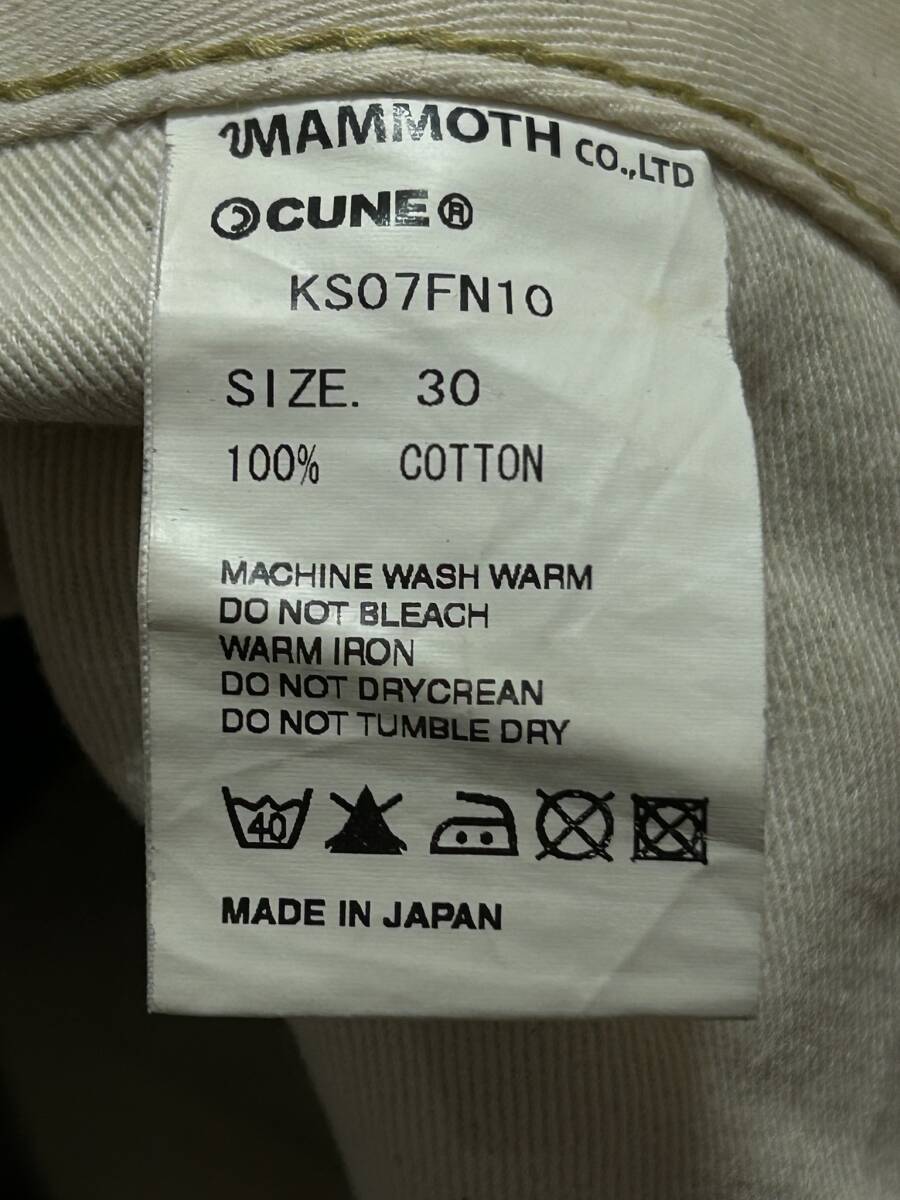 MAMMOTH CO.,LTD
CUNE®
KS07FN10
SIZE. 30
100% COTTON
MACHINE WASH WARM
DO NOT BLEACH
WARM IRON
DO NOT DRYCREAN
DO NOT TUMBLE DRY
40
MADE IN JAPAN